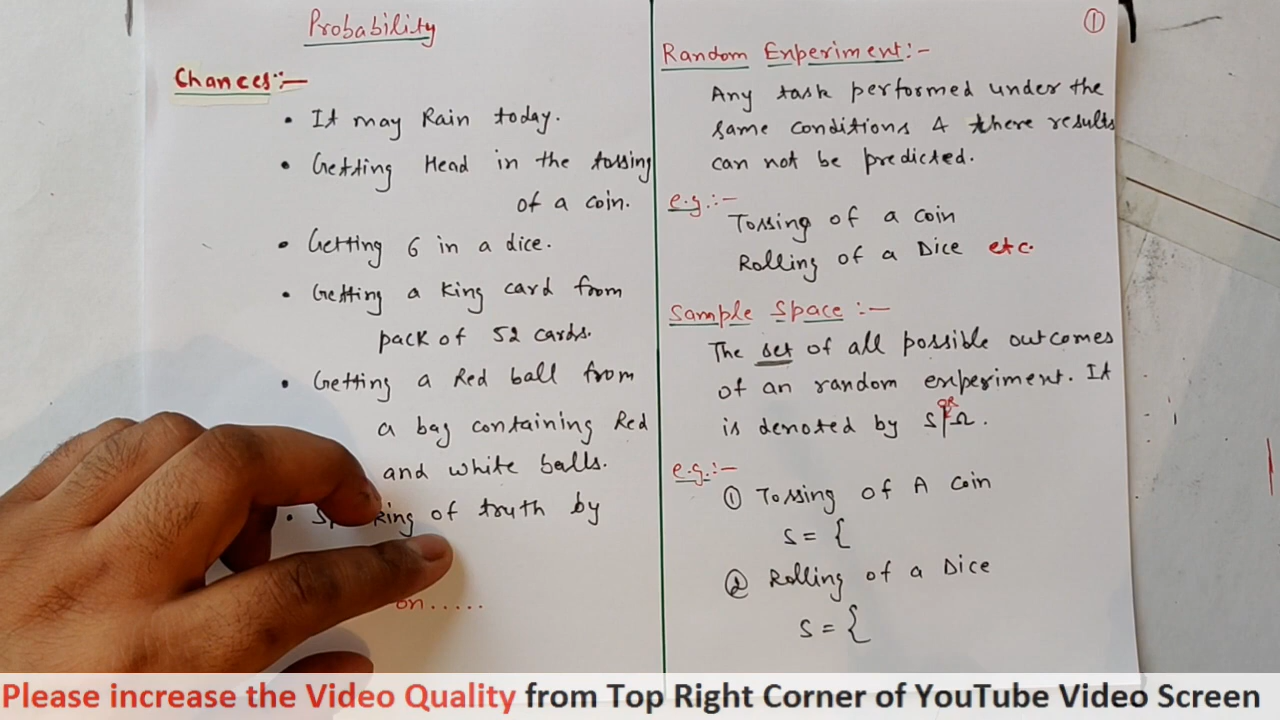 Probability
Chances:-
• It may Rain today.
• Getting Head in the tossing
of a coin.
• Getting 6 in a dice.
• Getting a King card from
pack of 52 cards.
• Getting a Red ball from
a bag containing Red
and white balls.
• of truth by
on.....
①
Random Experiment:-
Any task performed under the
same conditions & there results
can not be predicted.
e.g.:-
Tossing of a coin
Rolling of a Dice etc.
Sample Space :-
The set of all possible outcomes
of an random experiment. It
is denoted by S OR Ω.
e.g.:-
① Tossing of A coin
S = {
② Rolling of a Dice
S = {
Please increase the Video Quality from Top Right Corner of YouTube Video Screen